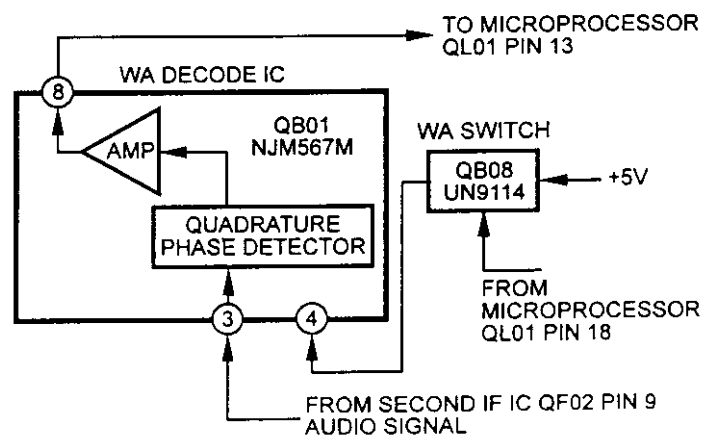 TO MICROPROCESSOR
QL01 PIN 13
WA DECODE IC
8
QB01
NJM567M
AMP
WA SWITCH
QB08
UN9114
+5V
QUADRATURE
PHASE DETECTOR
FROM
MICROPROCESSOR
QL01 PIN 18
3
4
FROM SECOND IF IC QF02 PIN 9
AUDIO SIGNAL